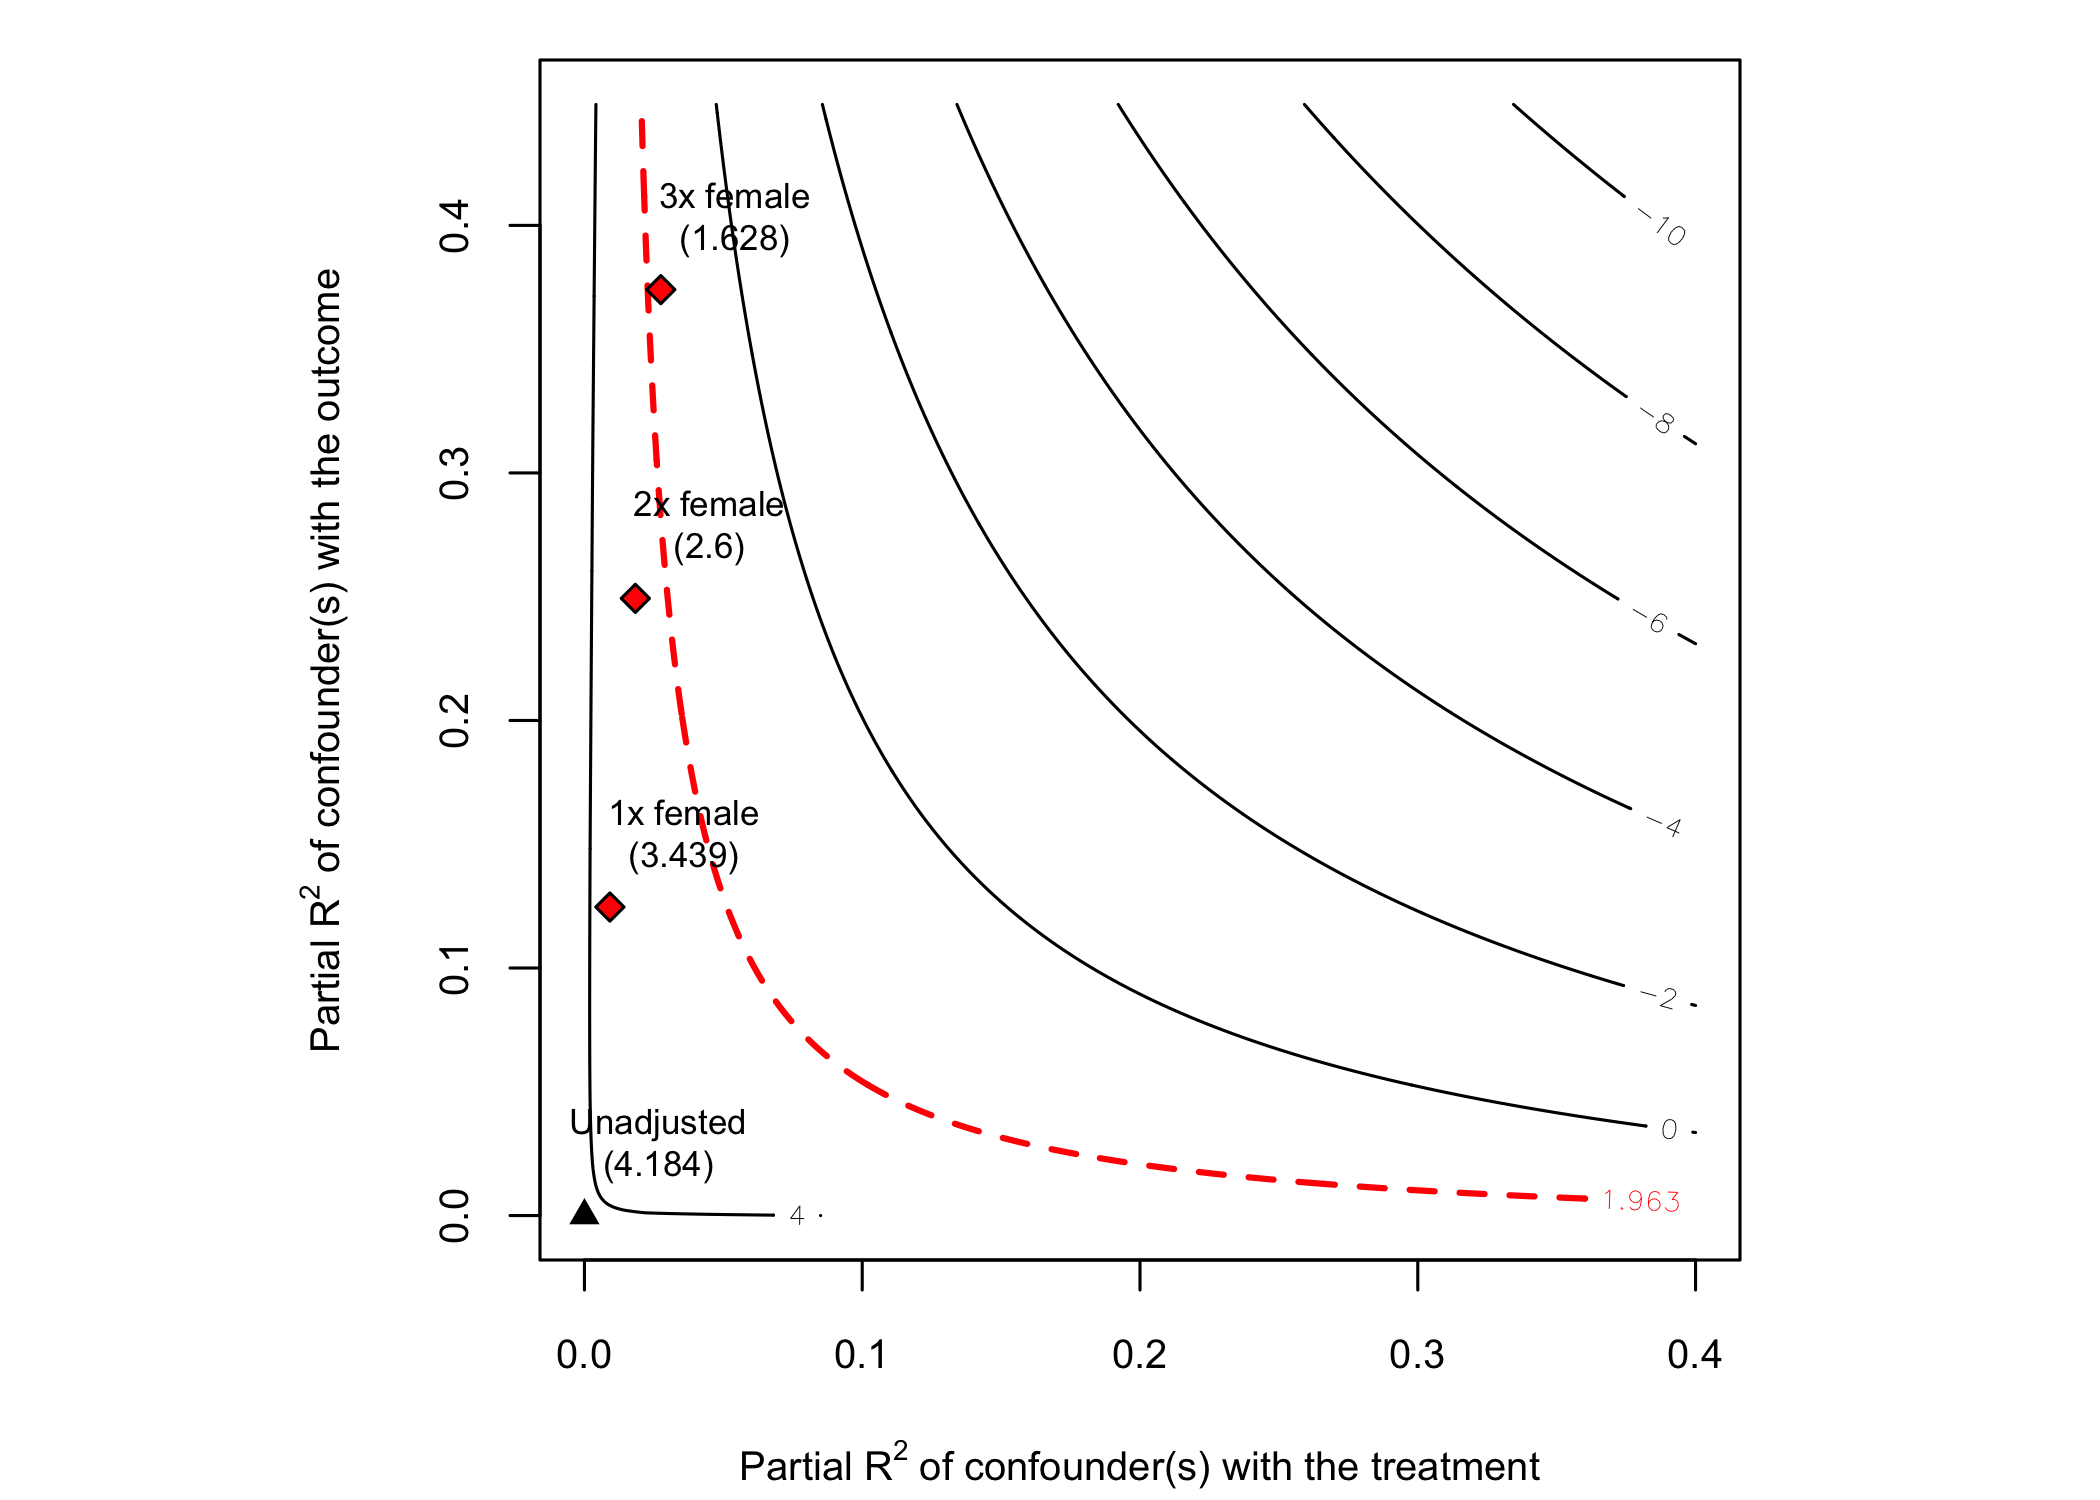 3x female
(1.628)
2x female
(2.6)
1x female
(3.439)
Unadjusted
(4.184)
-10
-8
-6
-4
-2
0
1.963
4
Partial R² of confounder(s) with the outcome
0.4
0.3
0.2
0.1
0.0
0.0 0.1 0.2 0.3 0.4
Partial R² of confounder(s) with the treatment